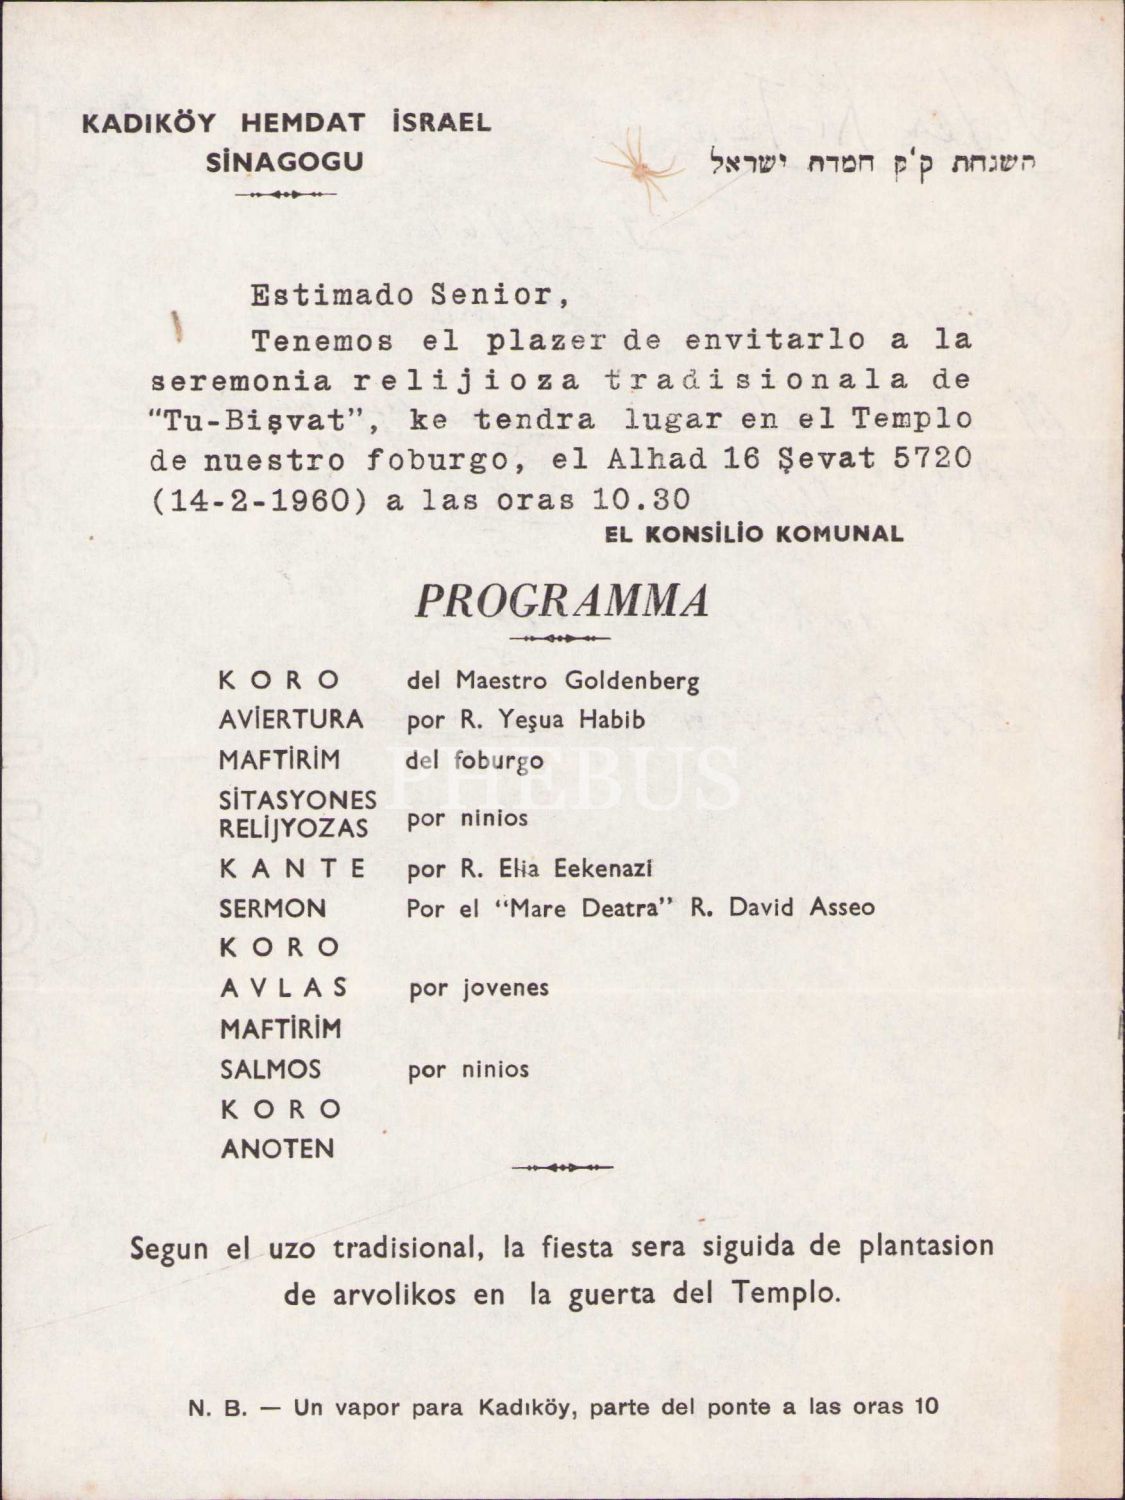 KADIKÖY HEMDAT İSRAEL
SİNAGOGU
השגחת ק'ק חמדת ישראל
Estimado Senior,
Tenemos el plazer de envitarlo a la
seremonia relijioza tradisionala de
“Tu-Bişvat”, ke tendra lugar en el Templo
de nuestro foburgo, el Alhad 16 Şevat 5720
(14-2-1960) a las oras 10.30
EL KONSİLİO KOMUNAL
PROGRAMMA
KORO del Maestro Goldenberg
AVİERTURA por R. Yeşua Habib
MAFTİRİM del foburgo
SİTASYONES
RELİJYOZAS por ninios
KANTE por R. Elia Eekenazi
SERMON Por el “Mare Deatra” R. David Asseo
KORO
AVLAS por jovenes
MAFTİRİM
SALMOS por ninios
KORO
ANOTEN
Segun el uzo tradisional, la fiesta sera siguida de plantasion
de arvolikos en la guerta del Templo.
N. B. — Un vapor para Kadıköy, parte del ponte a las oras 10
PHEBUS